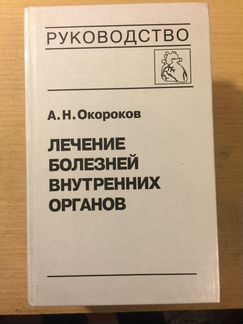 РУКОВОДСТВО
А.Н.Окороков
ЛЕЧЕНИЕ
БОЛЕЗНЕЙ
ВНУТРЕННИХ
ОРГАНОВ